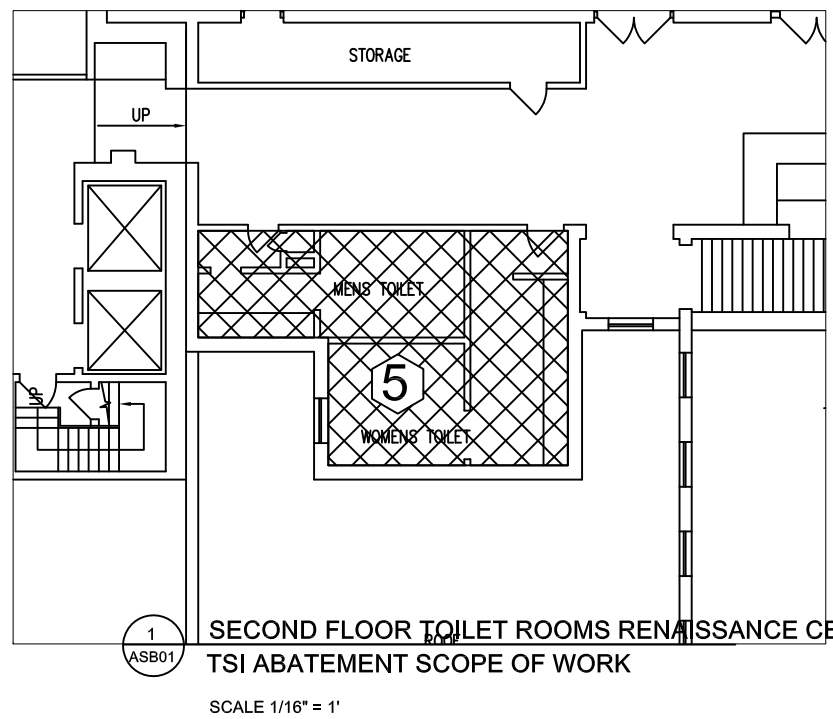 STORAGE
UP
MENS TOILET
5
UP
WOMENS TOILET
1
ASB01
SECOND FLOOR TOILET ROOMS RENAISSANCE CE
ROOF
TSI ABATEMENT SCOPE OF WORK
SCALE 1/16" = 1'